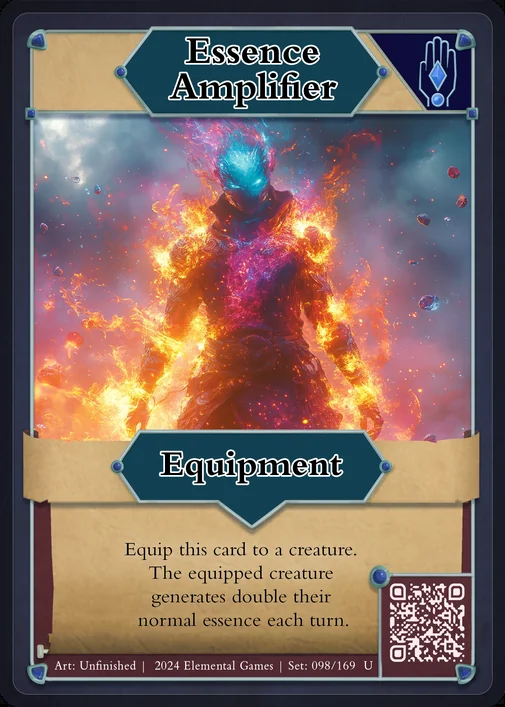 Essence
Amplifier
Equipment
Equip this card to a creature.
The equipped creature
generates double their
normal essence each turn.
Art: Unfinished | 2024 Elemental Games | Set: 098/169 U